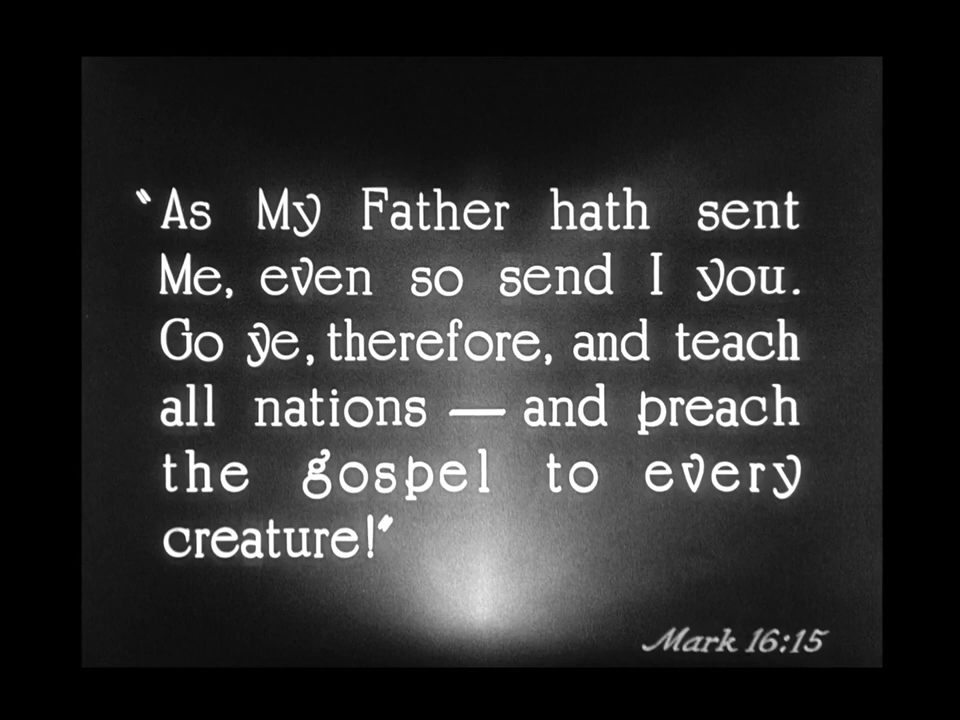 "As My Father hath sent
Me, even so send I you.
Go ye, therefore, and teach
all nations — and preach
the gospel to every
creature!"
Mark 16:15